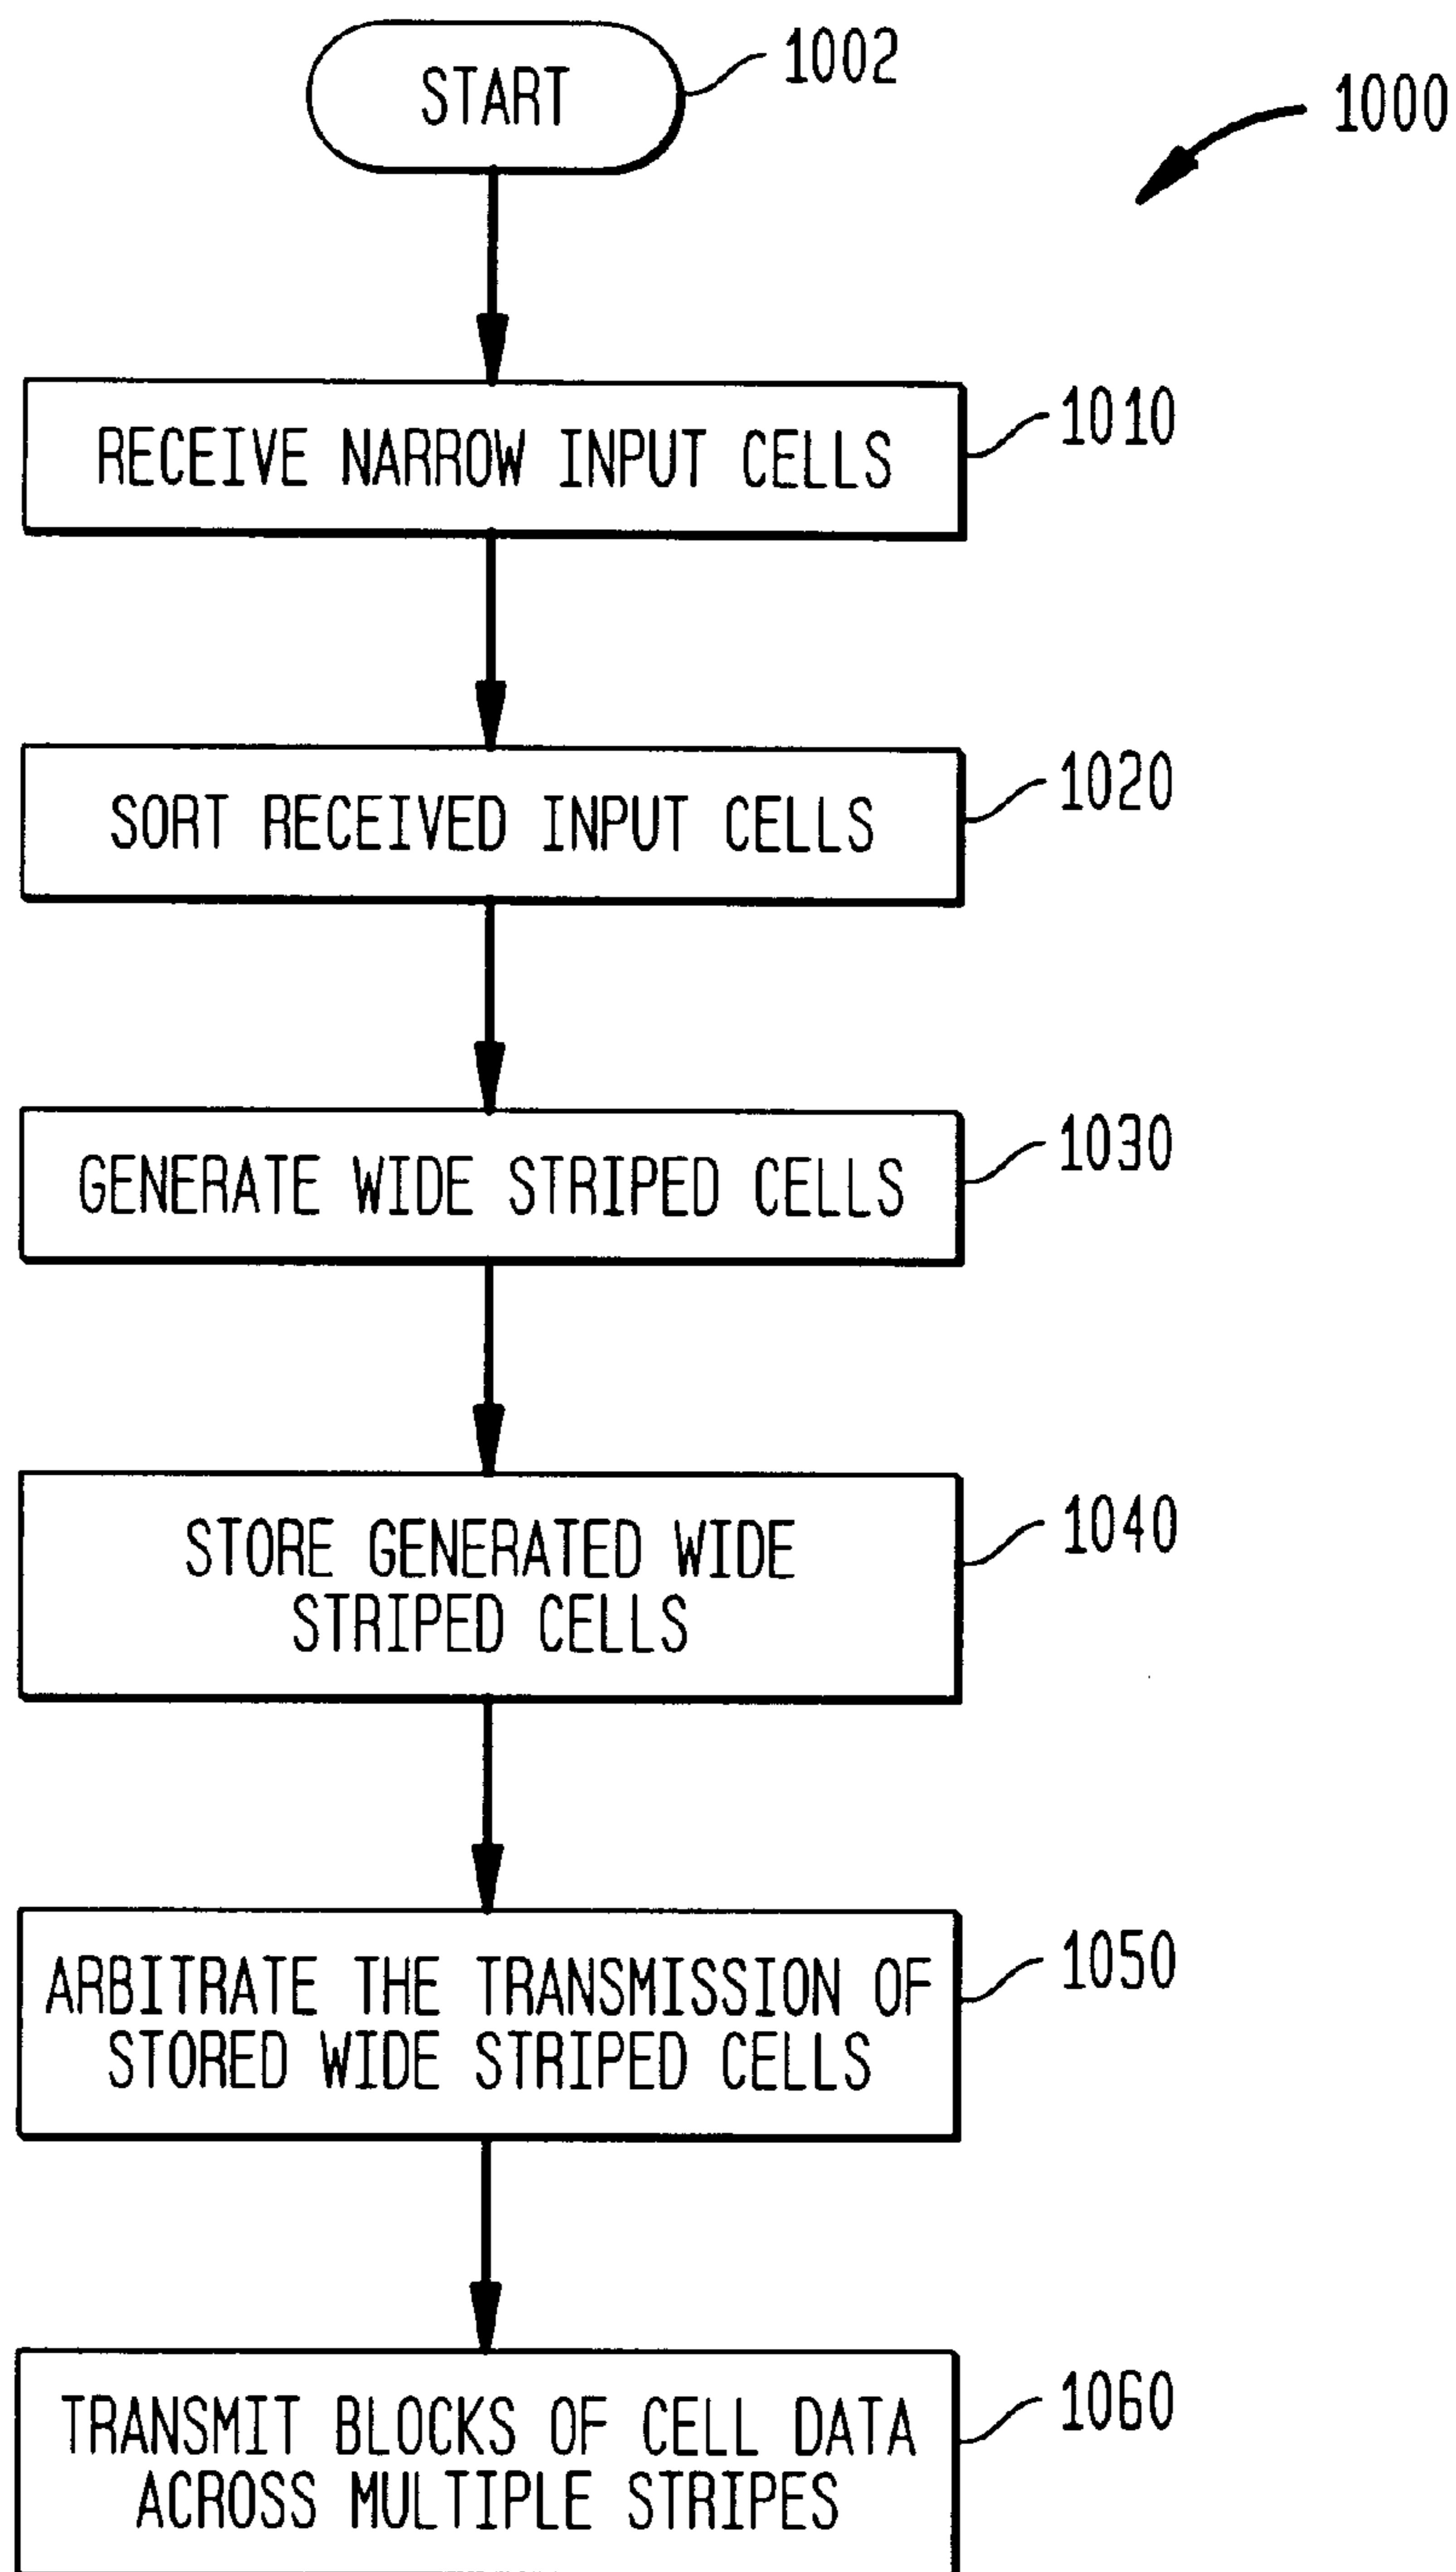 START
1002
1000
RECEIVE NARROW INPUT CELLS
1010
SORT RECEIVED INPUT CELLS
1020
GENERATE WIDE STRIPED CELLS
1030
STORE GENERATED WIDE
STRIPED CELLS
1040
ARBITRATE THE TRANSMISSION OF
STORED WIDE STRIPED CELLS
1050
TRANSMIT BLOCKS OF CELL DATA
ACROSS MULTIPLE STRIPES
1060